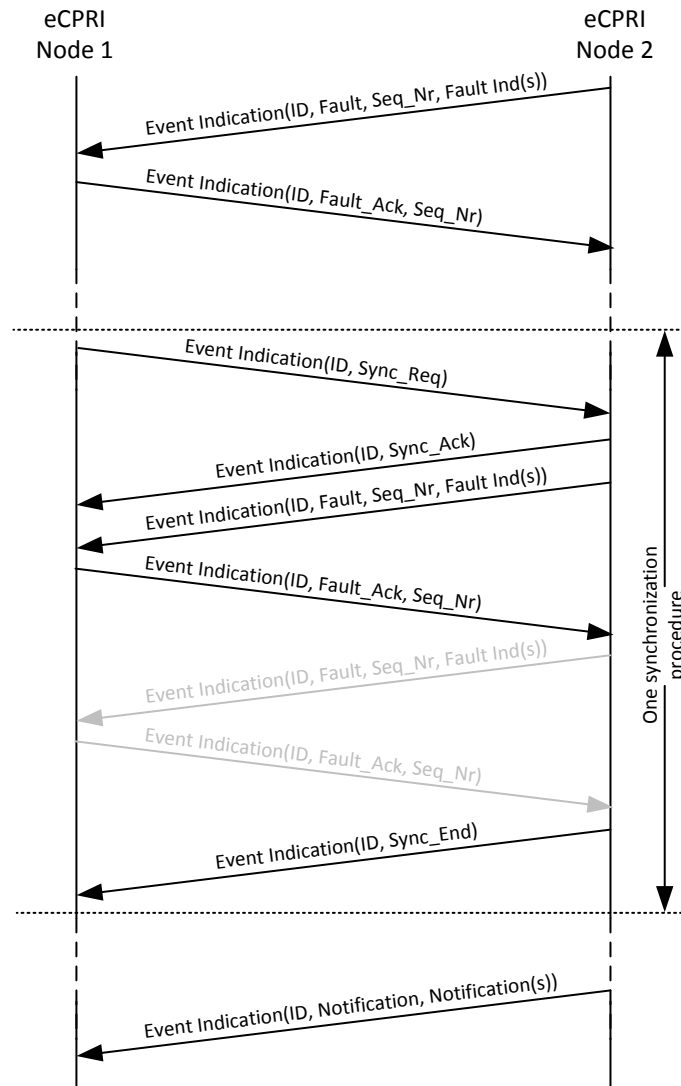 eCPRI
Node 1
eCPRI
Node 2
Event Indication(ID, Fault, Seq_Nr, Fault Ind(s))
Event Indication(ID, Fault_Ack, Seq_Nr)
Event Indication(ID, Sync_Req)
Event Indication(ID, Sync_Ack)
Event Indication(ID, Fault, Seq_Nr, Fault Ind(s))
Event Indication(ID, Fault_Ack, Seq_Nr)
Event Indication(ID, Fault, Seq_Nr, Fault Ind(s))
Event Indication(ID, Fault_Ack, Seq_Nr)
Event Indication(ID, Sync_End)
One synchronization
procedure
Event Indication(ID, Notification, Notification(s))